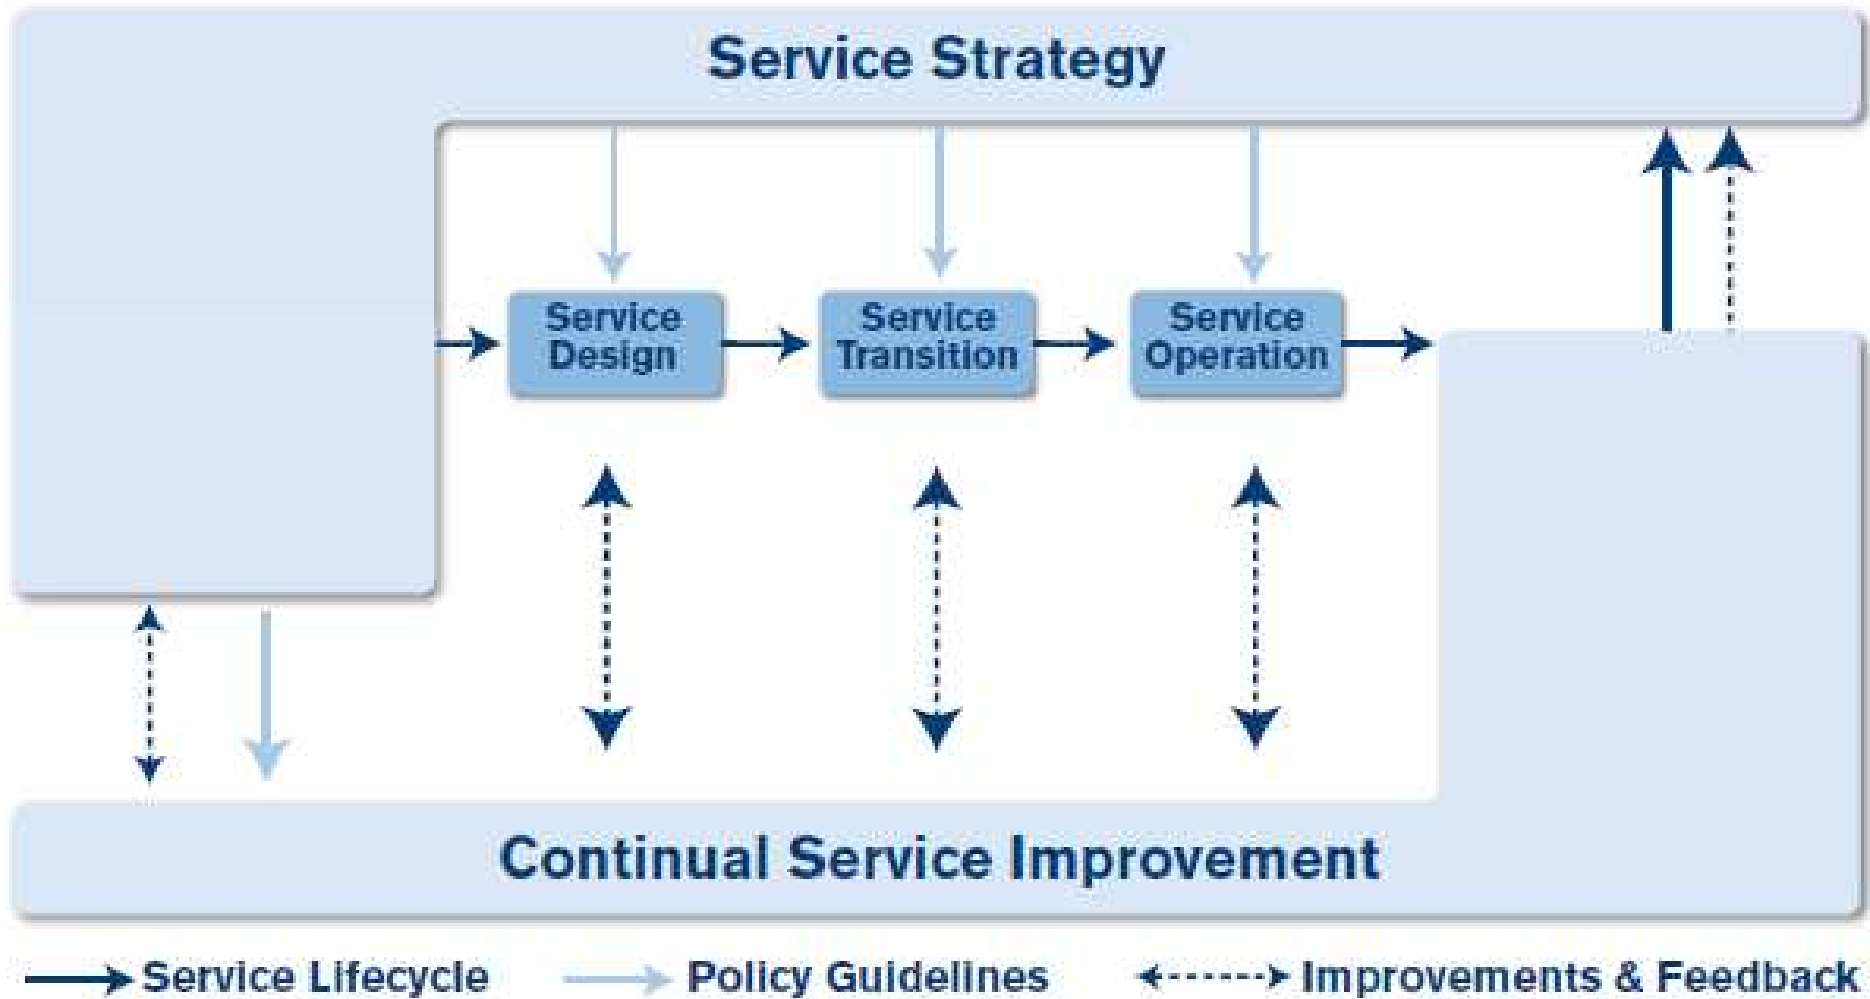 Service Strategy
Service
Design
Service
Transition
Service
Operation
Continual Service Improvement
Service Lifecycle
Policy Guidelines
Improvements & Feedback